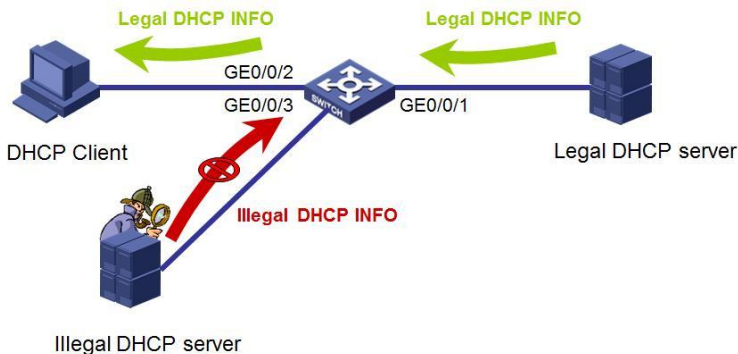 Legal DHCP INFO
Legal DHCP INFO
GE0/0/2
GE0/0/3
GE0/0/1
SWITCH
DHCP Client
Legal DHCP server
Illegal DHCP INFO
Illegal DHCP server